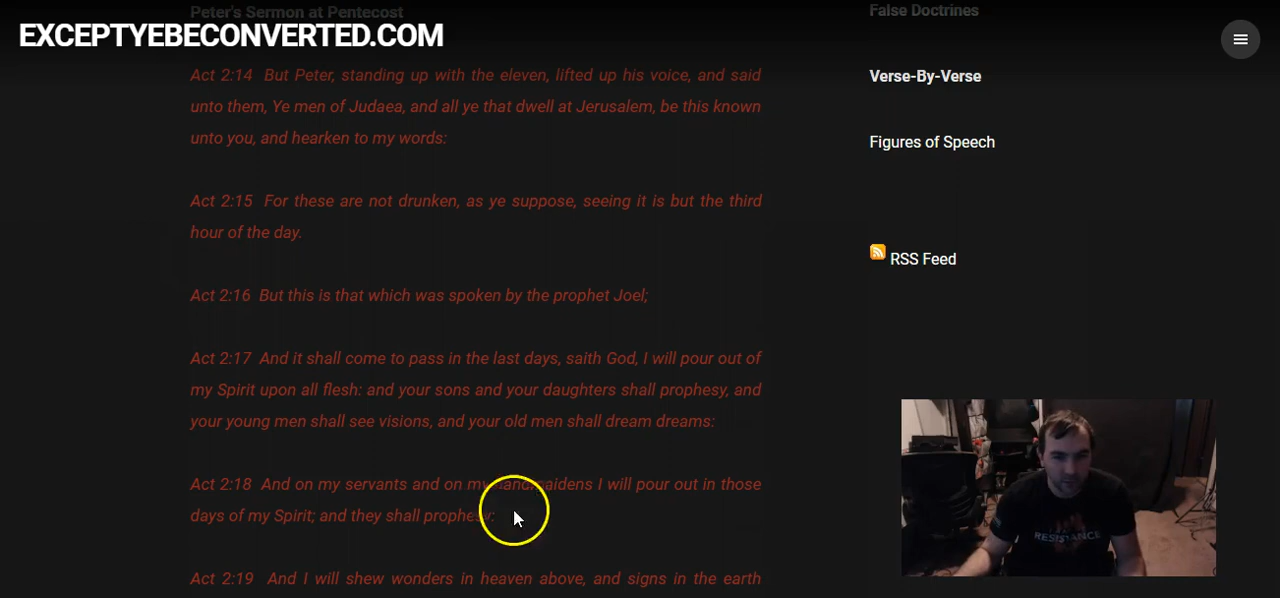 Peter's Sermon at Pentecost
EXCEPTYEBECONVERTED.COM
Act 2:14 But Peter, standing up with the eleven, lifted up his voice, and said
unto them, Ye men of Judaea, and all ye that dwell at Jerusalem, be this known
unto you, and hearken to my words:
Act 2:15 For these are not drunken, as ye suppose, seeing it is but the third
hour of the day.
Act 2:16 But this is that which was spoken by the prophet Joel;
Act 2:17 And it shall come to pass in the last days, saith God, I will pour out of
my Spirit upon all flesh: and your sons and your daughters shall prophesy, and
your young men shall see visions, and your old men shall dream dreams:
Act 2:18 And on my servants and on my handmaidens I will pour out in those
days of my Spirit; and they shall prophesy:
Act 2:19 And I will shew wonders in heaven above, and signs in the earth
False Doctrines
Verse-By-Verse
Figures of Speech
RSS Feed
RESISTANCE